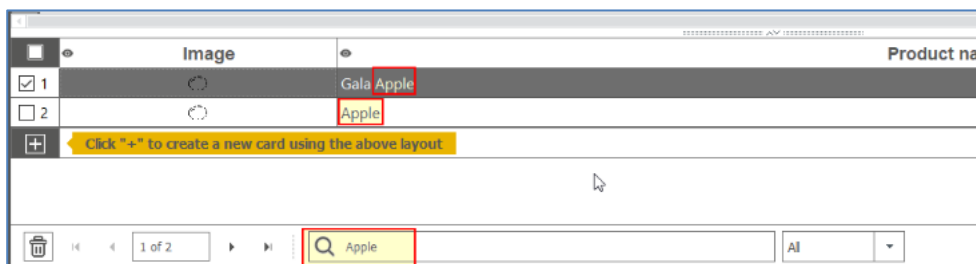 Image Product na
1 Gala Apple
2 Apple
Click "+" to create a new card using the above layout
1 of 2 Apple All